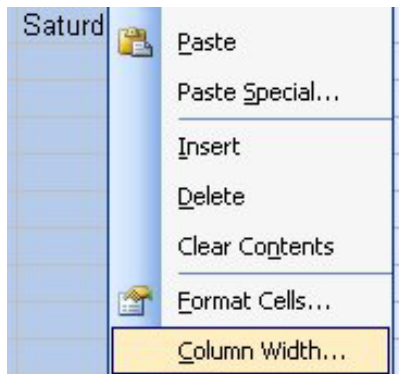 Saturd
Paste
Paste Special...
Insert
Delete
Clear Contents
Format Cells...
Column Width...